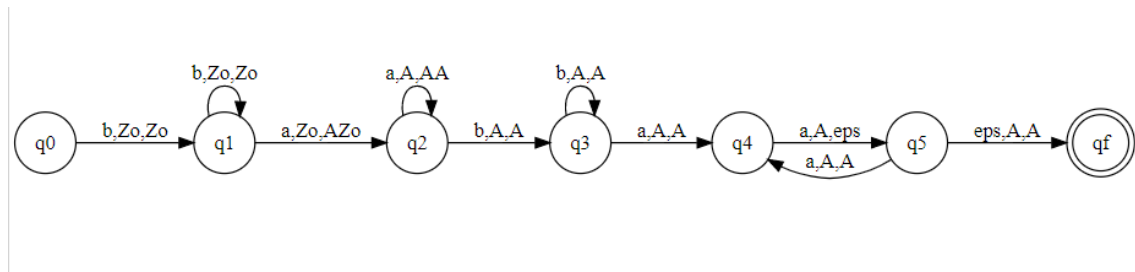 b,Zo,Zo
a,A,AA
b,A,A
q0
b,Zo,Zo
q1
a,Zo,AZo
q2
b,A,A
q3
a,A,A
q4
a,A,eps
q5
eps,A,A
qf
a,A,A